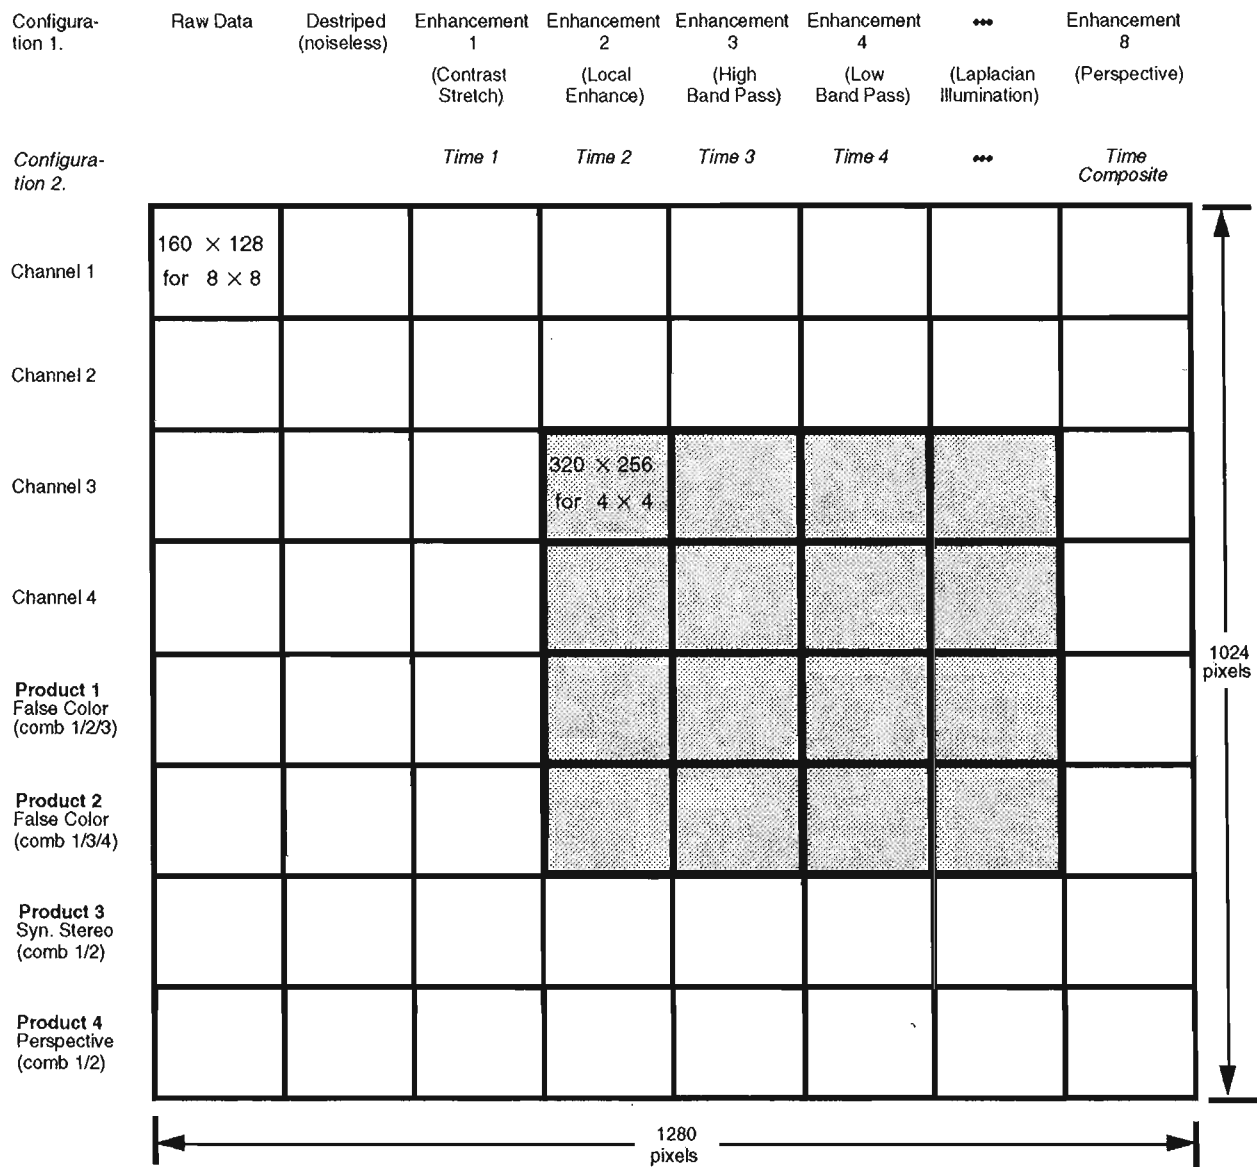 Configura-
tion 1.
Raw Data
Destriped
(noiseless)
Enhancement
1
(Contrast
Stretch)
Enhancement
2
(Local
Enhance)
Enhancement
3
(High
Band Pass)
Enhancement
4
(Low
Band Pass)
•••
(Laplacian
Illumination)
Enhancement
8
(Perspective)
Configura-
tion 2.
Time 1
Time 2
Time 3
Time 4
•••
Time
Composite
Channel 1
160 × 128
for 8 × 8
Channel 2
Channel 3
320 × 256
for 4 × 4
Channel 4
Product 1
False Color
(comb 1/2/3)
Product 2
False Color
(comb 1/3/4)
Product 3
Syn. Stereo
(comb 1/2)
Product 4
Perspective
(comb 1/2)
1024
pixels
1280
pixels